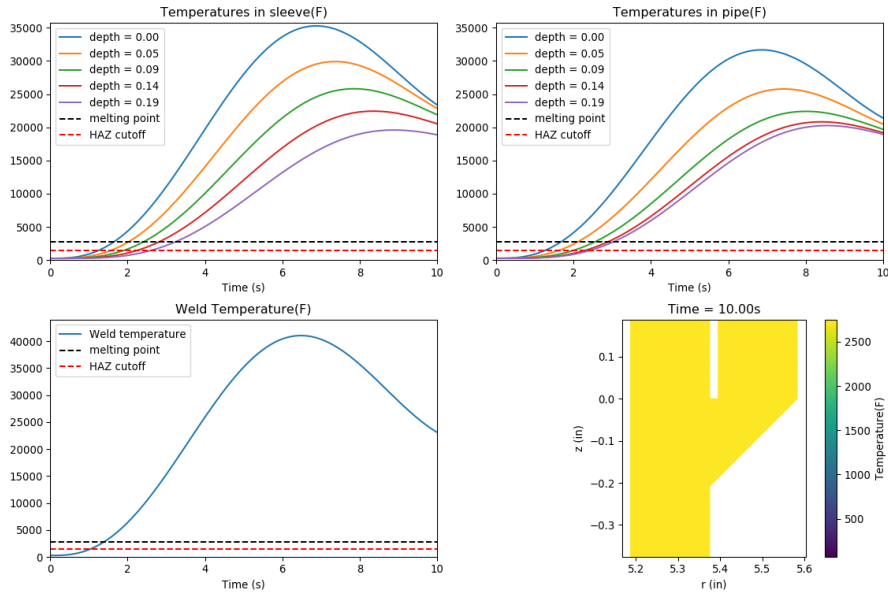 Temperatures in sleeve(F)
35000
30000
25000
20000
15000
10000
5000
0
depth = 0.00
depth = 0.05
depth = 0.09
depth = 0.14
depth = 0.19
melting point
HAZ cutoff
0 2 4 6 8 10
Time (s)
Temperatures in pipe(F)
35000
30000
25000
20000
15000
10000
5000
0
depth = 0.00
depth = 0.05
depth = 0.09
depth = 0.14
depth = 0.19
melting point
HAZ cutoff
0 2 4 6 8 10
Time (s)
Weld Temperature(F)
40000
35000
30000
25000
20000
15000
10000
5000
0
Weld temperature
melting point
HAZ cutoff
0 2 4 6 8 10
Time (s)
Time = 10.00s
z (in)
0.1
0.0
−0.1
−0.2
−0.3
5.2 5.3 5.4 5.5 5.6
r (in)
2500
2000
1500
1000
500
Temperature(F)